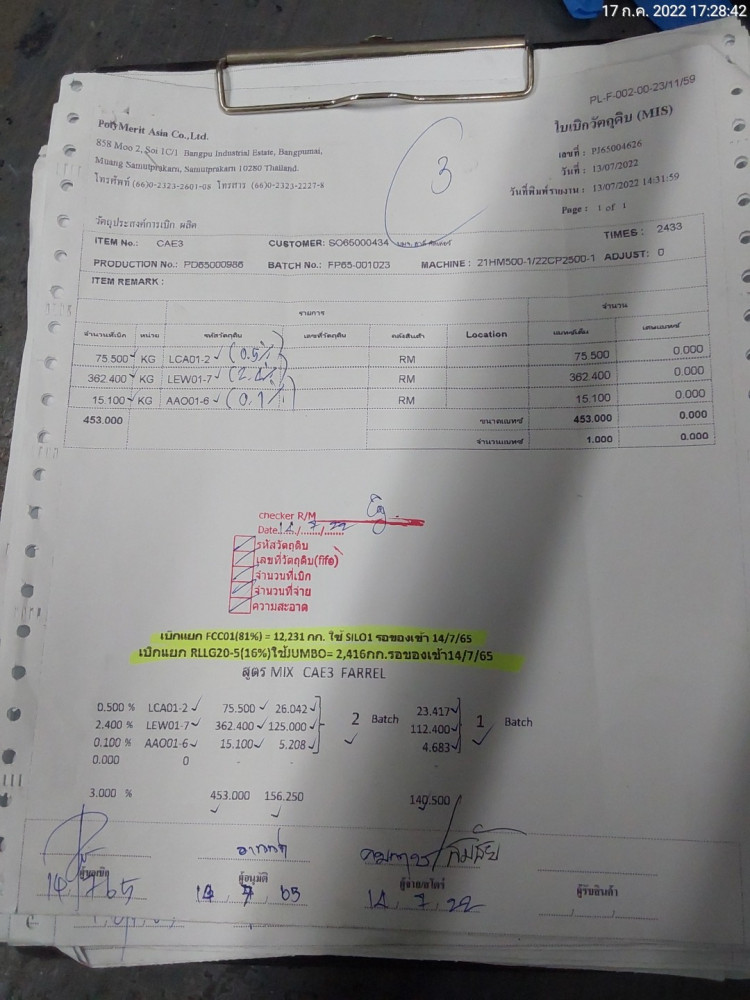 17 ก.ค. 2022 17:28:42
PL-F-002-00-23/11/59
PolyMerit Asia Co.,Ltd.
858 Moo 2, Soi 1C/1 Bangpu Industrial Estate, Bangpumai,
Muang Samutprakarn, Samutprakarn 10280 Thailand.
โทรศัพท์ (66)0-2323-2601-08 โทรสาร (66)0-2323-2227-8
3
ใบเบิกวัตถุดิบ (MIS)
เลขที่ : PJ65004626
วันที่ : 13/07/2022
วันที่พิมพ์รายงาน : 13/07/2022 14:31:59
Page : 1 of 1
วัตถุประสงค์การเบิก ผลิต
ITEM No.: CAE3 CUSTOMER: SO65000434 TIMES : 2433
PRODUCTION No.: PD65000986 BATCH No.: FP65-001023 MACHINE : 21HM500-1/22CP2500-1 ADJUST: 0
ITEM REMARK :
รายการ จำนวน
จำนวนที่เบิก หน่วย รหัสวัตถุดิบ เลขที่วัตถุดิบ คลังสินค้า Location แบทช์เต็ม เศษแบทช์
75.500 KG LCA01-2 (0.5%) RM 75.500 0.000
362.400 KG LEW01-7 (2.4%) RM 362.400 0.000
15.100 KG AAO01-6 (0.1%) RM 15.100 0.000
453.000 ขนาดแบทช์ 453.000 0.000
จำนวนแบทช์ 1.000 0.000
checker R/M
Date 14/7/22
รหัสวัตถุดิบ
เลขที่วัตถุดิบ(fifo)
จำนวนที่เบิก
จำนวนที่จ่าย
ความสะอาด
เบิกแยก FCC01(81%) = 12,231 กก. ใช้ SILO1 รอของเข้า 14/7/65
เบิกแยก RLLG20-5(16%)ใช้JUMBO= 2,416กก.รอของเข้า14/7/65
สูตร MIX CAE3 FARREL
0.500 % LCA01-2 75.500 26.042 23.417
2.400 % LEW01-7 362.400 125.000 2 Batch 112.400 1 Batch
0.100 % AAO01-6 15.100 5.208 4.683
0.000 0 - - -
3.000 % 453.000 156.250 140.500
ผู้ขอเบิก ผู้อนุมัติ ผู้จ่าย/สโตร์ ผู้รับสินค้า
14/7/65 14 7 65 14 7 22